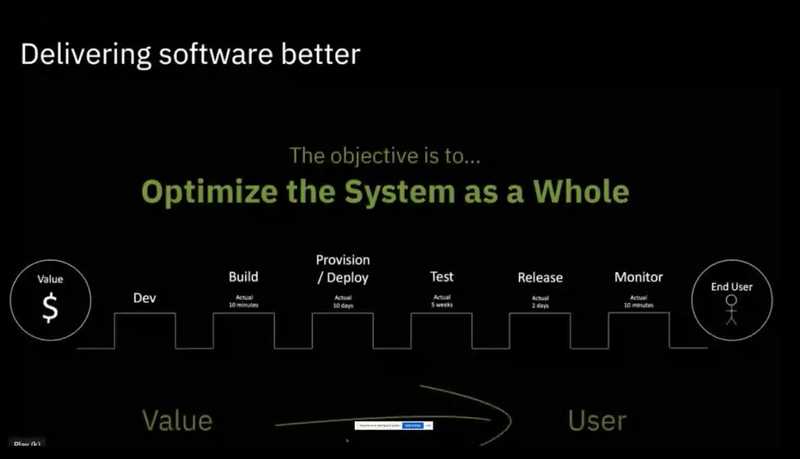 Delivering software better
The objective is to...
Optimize the System as a Whole
Value
$
Dev
Build
Actual
10 minutes
Provision
/ Deploy
Actual
10 days
Test
Actual
5 weeks
Release
Actual
2 days
Monitor
Actual
10 minutes
End User
Value
User
Play (k)